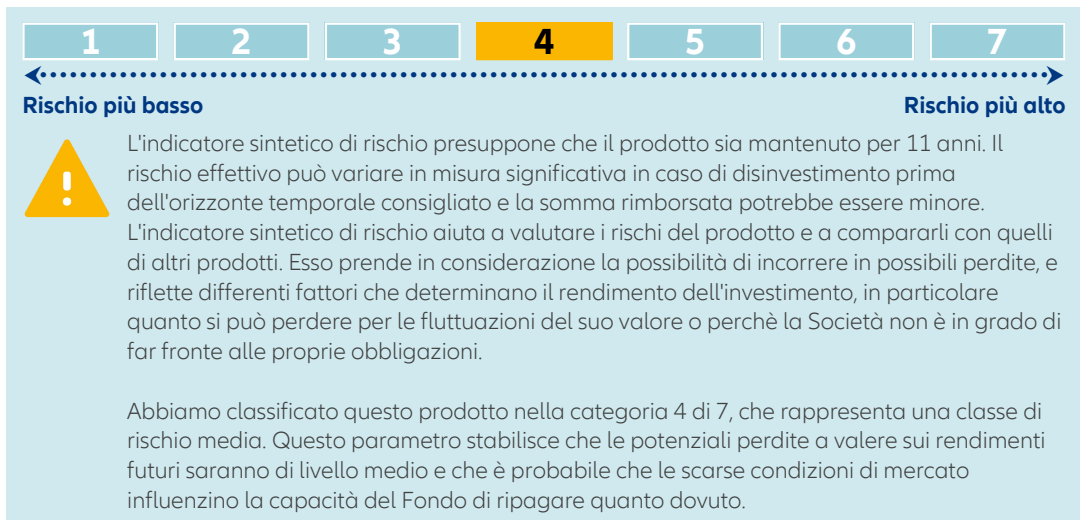 1 2 3 4 5 6 7
Rischio più basso Rischio più alto
L'indicatore sintetico di rischio presuppone che il prodotto sia mantenuto per 11 anni. Il
rischio effettivo può variare in misura significativa in caso di disinvestimento prima
dell'orizzonte temporale consigliato e la somma rimborsata potrebbe essere minore.
L'indicatore sintetico di rischio aiuta a valutare i rischi del prodotto e a compararli con quelli
di altri prodotti. Esso prende in considerazione la possibilità di incorrere in possibili perdite, e
riflette differenti fattori che determinano il rendimento dell'investimento, in particolare
quanto si può perdere per le fluttuazioni del suo valore o perchè la Società non è in grado di
far fronte alle proprie obbligazioni.
Abbiamo classificato questo prodotto nella categoria 4 di 7, che rappresenta una classe di
rischio media. Questo parametro stabilisce che le potenziali perdite a valere sui rendimenti
futuri saranno di livello medio e che è probabile che le scarse condizioni di mercato
influenzino la capacità del Fondo di ripagare quanto dovuto.